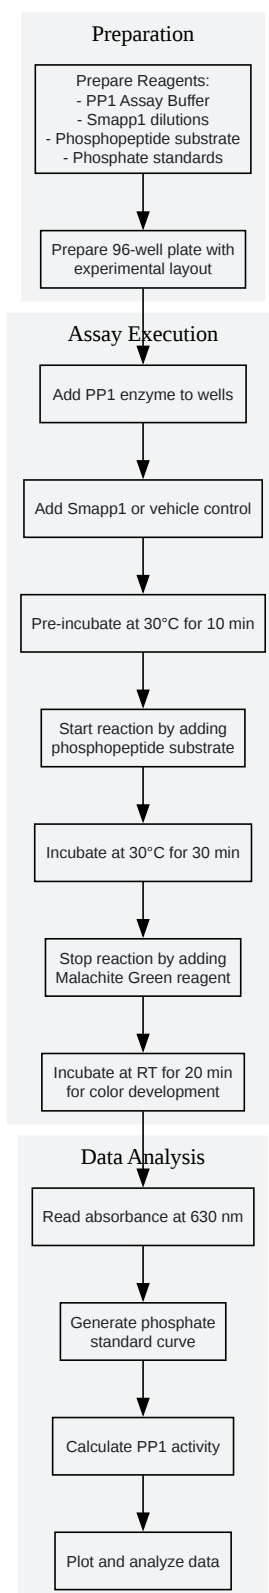 Preparation
Prepare Reagents:
- PP1 Assay Buffer
- Smapp1 dilutions
- Phosphopeptide substrate
- Phosphate standards
Prepare 96-well plate with
experimental layout
Assay Execution
Add PP1 enzyme to wells
Add Smapp1 or vehicle control
Pre-incubate at 30°C for 10 min
Start reaction by adding
phosphopeptide substrate
Incubate at 30°C for 30 min
Stop reaction by adding
Malachite Green reagent
Incubate at RT for 20 min
for color development
Data Analysis
Read absorbance at 630 nm
Generate phosphate
standard curve
Calculate PP1 activity
Plot and analyze data